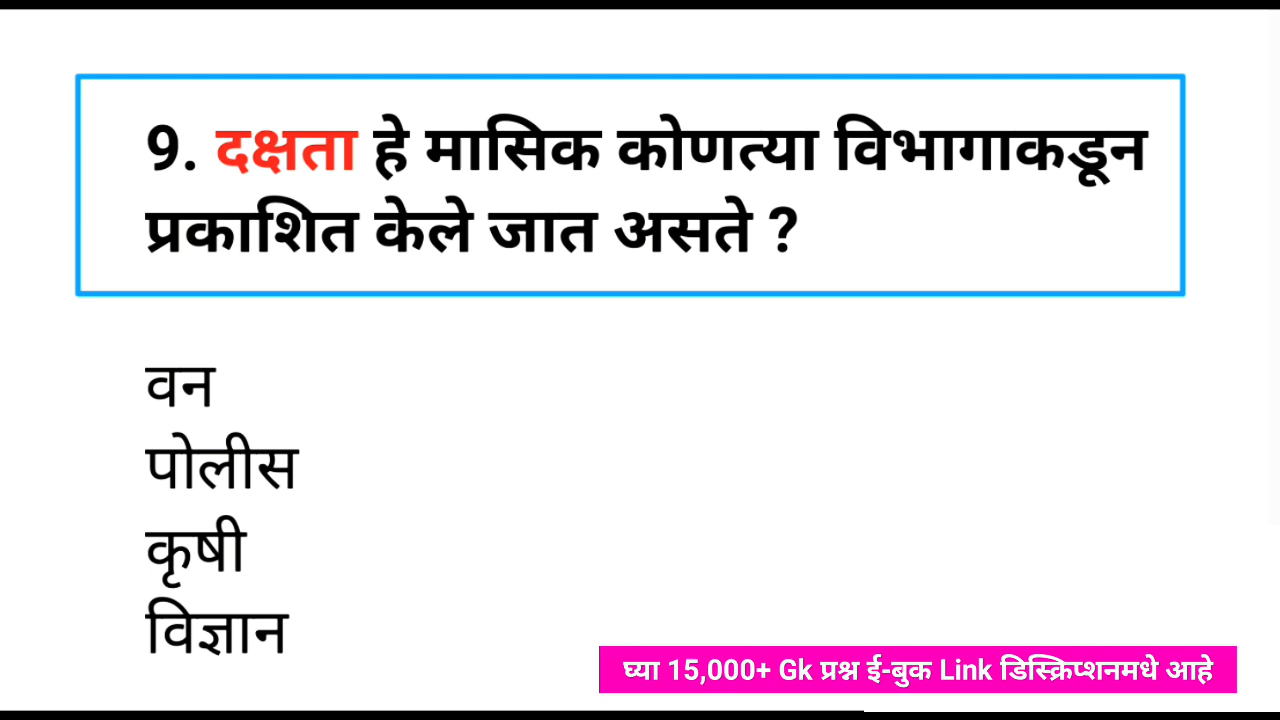 9. दक्षता हे मासिक कोणत्या विभागाकडून
प्रकाशित केले जात असते ?
वन
पोलीस
कृषी
विज्ञान
घ्या 15,000+ Gk प्रश्न ई-बुक Link डिस्क्रिप्शनमधे आहे